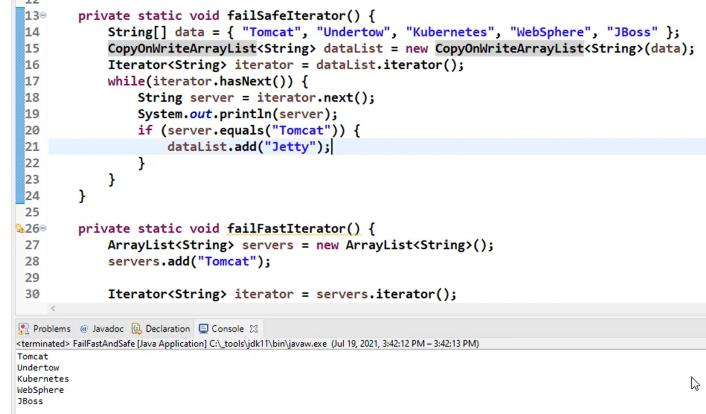 12
13 private static void failSafeIterator() {
14 String[] data = { "Tomcat", "Undertow", "Kubernetes", "WebSphere", "JBoss" };
15 CopyOnWriteArrayList<String> dataList = new CopyOnWriteArrayList<String>(data);
16 Iterator<String> iterator = dataList.iterator();
17 while(iterator.hasNext()) {
18 String server = iterator.next();
19 System.out.println(server);
20 if (server.equals("Tomcat")) {
21 dataList.add("Jetty");
22 }
23 }
24 }
25
26 private static void failFastIterator() {
27 ArrayList<String> servers = new ArrayList<String>();
28 servers.add("Tomcat");
29
30 Iterator<String> iterator = servers.iterator();
Problems @ Javadoc Declaration Console
<terminated> FailFastAndSafe [Java Application] C:\_tools\jdk11\bin\javaw.exe (Jul 19, 2021, 3:42:12 PM – 3:42:13 PM)
Tomcat
Undertow
Kubernetes
WebSphere
JBoss